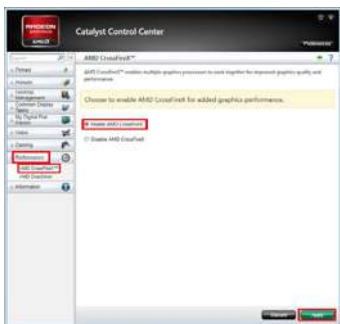 RADEON
GRAPHICS
AMD
Catalyst Control Center
Preferences
Pinned
Presets
Desktop Management
Common Display Tasks
My Digital Flat-Panels
Video
Gaming
Performance
AMD CrossFireX™
AMD OverDrive
Information
AMD CrossFireX™
AMD CrossFireX™ enables multiple graphics processors to work together for improved graphics quality and
performance.
Choose to enable AMD CrossFireX for added graphics performance.
Enable AMD CrossFireX
Disable AMD CrossFireX
Discard
Apply